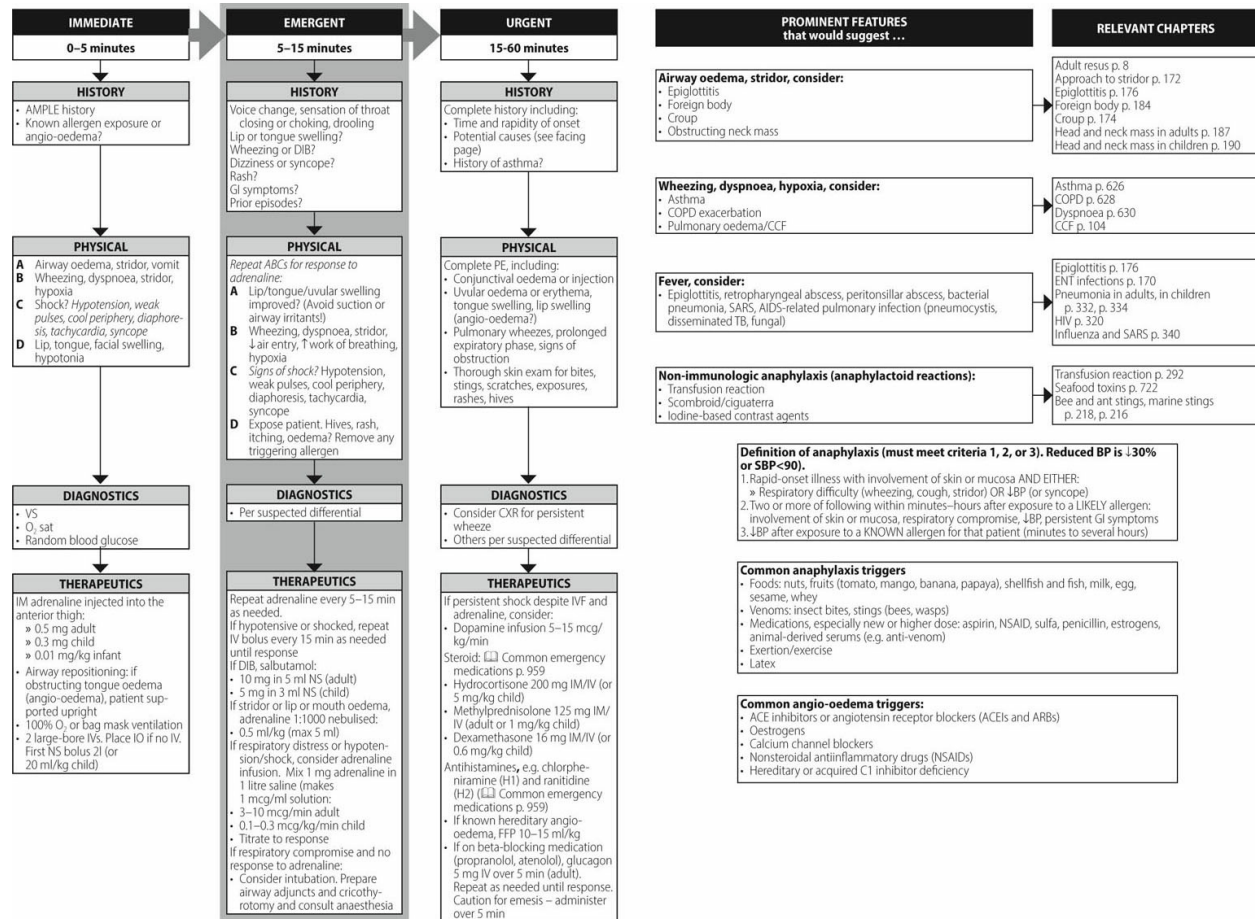 IMMEDIATE
0–5 minutes
HISTORY
• AMPLE history
• Known allergen exposure or
angio-oedema?
PHYSICAL
A Airway oedema, stridor, vomit
B Wheezing, dyspnoea, stridor,
hypoxia
C Shock? Hypotension, weak
pulses, cool periphery, diaphore-
sis, tachycardia, syncope
D Lip, tongue, facial swelling,
hypotonia
DIAGNOSTICS
• VS
• O₂ sat
• Random blood glucose
THERAPEUTICS
IM adrenaline injected into the
anterior thigh:
» 0.5 mg adult
» 0.3 mg child
» 0.01 mg/kg infant
• Airway repositioning: if
obstructing tongue oedema
(angio-oedema), patient sup-
ported upright
• 100% O₂ or bag mask ventilation
• 2 large-bore IVs. Place IO if no IV.
First NS bolus 2l (or
20 ml/kg child)
EMERGENT
5–15 minutes
HISTORY
Voice change, sensation of throat
closing or choking, drooling
Lip or tongue swelling?
Wheezing or DIB?
Dizziness or syncope?
Rash?
GI symptoms?
Prior episodes?
PHYSICAL
Repeat ABCs for response to
adrenaline:
A Lip/tongue/uvular swelling
improved? (Avoid suction or
airway irritants!)
B Wheezing, dyspnoea, stridor,
↓air entry, ↑work of breathing,
hypoxia
C Signs of shock? Hypotension,
weak pulses, cool periphery,
diaphoresis, tachycardia,
syncope
D Expose patient. Hives, rash,
itching, oedema? Remove any
triggering allergen
DIAGNOSTICS
• Per suspected differential
THERAPEUTICS
Repeat adrenaline every 5–15 min
as needed.
If hypotensive or shocked, repeat
IV bolus every 15 min as needed
until response
If DIB, salbutamol:
• 10 mg in 5 ml NS (adult)
• 5 mg in 3 ml NS (child)
If stridor or lip or mouth oedema,
adrenaline 1:1000 nebulised:
• 0.5 ml/kg (max 5 ml)
If respiratory distress or hypoten-
sion/shock, consider adrenaline
infusion. Mix 1 mg adrenaline in
1 litre saline (makes
1 mcg/ml solution:
• 3–10 mcg/min adult
• 0.1–0.3 mcg/kg/min child
• Titrate to response
If respiratory compromise and no
response to adrenaline:
• Consider intubation. Prepare
airway adjuncts and cricothy-
rotomy and consult anaesthesia
URGENT
15-60 minutes
HISTORY
Complete history including:
• Time and rapidity of onset
• Potential causes (see facing
page)
• History of asthma?
PHYSICAL
Complete PE, including:
• Conjunctival oedema or injection
• Uvular oedema or erythema,
tongue swelling, lip swelling
(angio-oedema?)
• Pulmonary wheezes, prolonged
expiratory phase, signs of
obstruction
• Thorough skin exam for bites,
stings, scratches, exposures,
rashes, hives
DIAGNOSTICS
• Consider CXR for persistent
wheeze
• Others per suspected differential
THERAPEUTICS
If persistent shock despite IVF and
adrenaline, consider:
• Dopamine infusion 5–15 mcg/
kg/min
Steroid: Common emergency
medications p. 959
• Hydrocortisone 200 mg IM/IV (or
5 mg/kg child)
• Methylprednisolone 125 mg IM/
IV (adult or 1 mg/kg child)
• Dexamethasone 16 mg IM/IV (or
0.6 mg/kg child)
Antihistamines, e.g. chlorphe-
niramine (H1) and ranitidine
(H2) (Common emergency
medications p. 959)
• If known hereditary angio-
oedema, FFP 10–15 ml/kg
• If on beta-blocking medication
(propranolol, atenolol), glucagon
5 mg IV over 5 min (adult).
Repeat as needed until response.
Caution for emesis – administer
over 5 min
PROMINENT FEATURES
that would suggest …
RELEVANT CHAPTERS
Airway oedema, stridor, consider:
• Epiglottitis
• Foreign body
• Croup
• Obstructing neck mass
Adult resus p. 8
Approach to stridor p. 172
Epiglottitis p. 176
Foreign body p. 184
Croup p. 174
Head and neck mass in adults p. 187
Head and neck mass in children p. 190
Wheezing, dyspnoea, hypoxia, consider:
• Asthma
• COPD exacerbation
• Pulmonary oedema/CCF
Asthma p. 626
COPD p. 628
Dyspnoea p. 630
CCF p. 104
Fever, consider:
• Epiglottitis, retropharyngeal abscess, peritonsillar abscess, bacterial
pneumonia, SARS, AIDS-related pulmonary infection (pneumocystis,
disseminated TB, fungal)
Epiglottitis p. 176
ENT infections p. 170
Pneumonia in adults, in children
p. 332, p. 334
HIV p. 320
Influenza and SARS p. 340
Non-immunologic anaphylaxis (anaphylactoid reactions):
• Transfusion reaction
• Scombroid/ciguaterra
• Iodine-based contrast agents
Transfusion reaction p. 292
Seafood toxins p. 722
Bee and ant stings, marine stings
p. 218, p. 216
Definition of anaphylaxis (must meet criteria 1, 2, or 3). Reduced BP is ↓30%
or SBP<90).
1.Rapid-onset illness with involvement of skin or mucosa AND EITHER:
» Respiratory difficulty (wheezing, cough, stridor) OR ↓BP (or syncope)
2.Two or more of following within minutes–hours after exposure to a LIKELY allergen:
involvement of skin or mucosa, respiratory compromise, ↓BP, persistent GI symptoms
3.↓BP after exposure to a KNOWN allergen for that patient (minutes to several hours)
Common anaphylaxis triggers
• Foods: nuts, fruits (tomato, mango, banana, papaya), shellfish and fish, milk, egg,
sesame, whey
• Venoms: insect bites, stings (bees, wasps)
• Medications, especially new or higher dose: aspirin, NSAID, sulfa, penicillin, estrogens,
animal-derived serums (e.g. anti-venom)
• Exertion/exercise
• Latex
Common angio-oedema triggers:
• ACE inhibitors or angiotensin receptor blockers (ACEIs and ARBs)
• Oestrogens
• Calcium channel blockers
• Nonsteroidal antiinflammatory drugs (NSAIDs)
• Hereditary or acquired C1 inhibitor deficiency